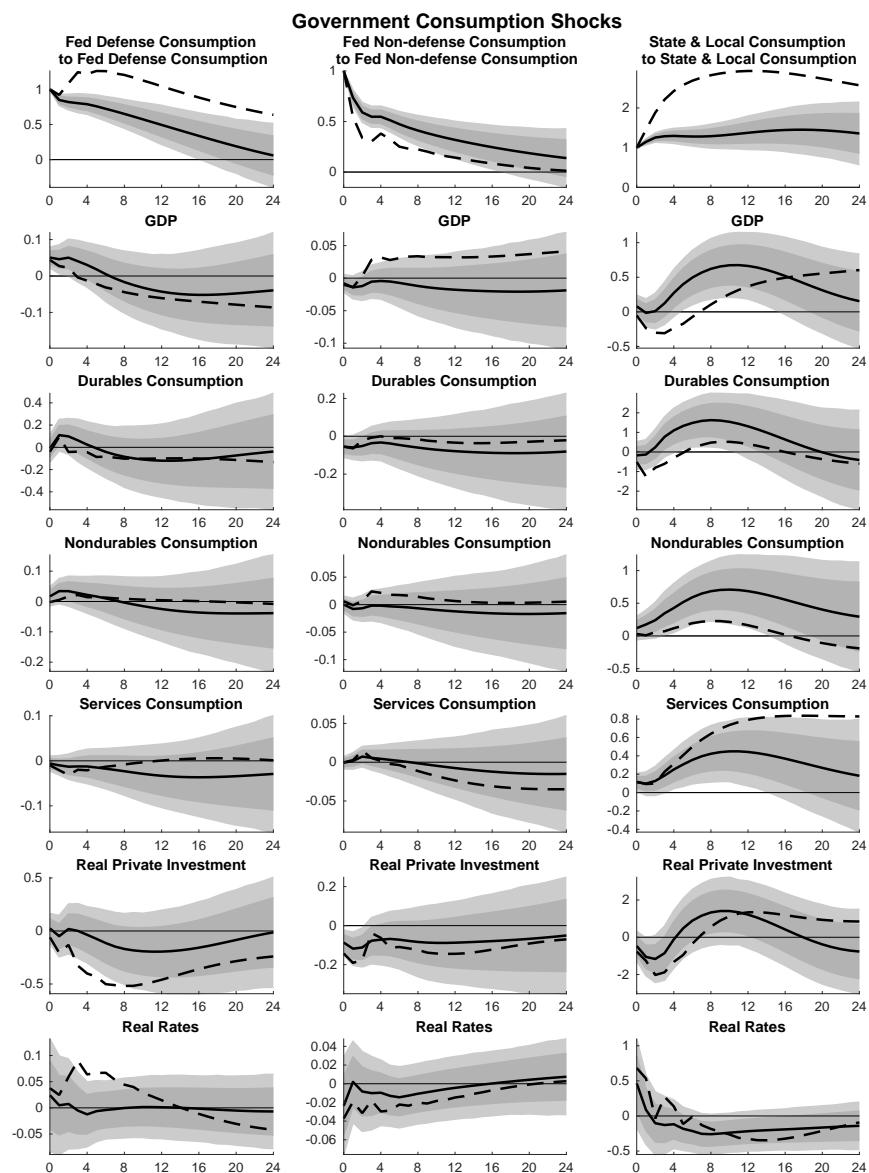 Government Consumption Shocks
Fed Defense Consumption
to Fed Defense Consumption
1
0.5
0
0 4 8 12 16 20 24
Fed Non-defense Consumption
to Fed Non-defense Consumption
1
0.5
0
0 4 8 12 16 20 24
State & Local Consumption
to State & Local Consumption
2
1
0
0 4 8 12 16 20 24
GDP
0.1
0
-0.1
0 4 8 12 16 20 24
GDP
0.05
0
-0.05
-0.1
0 4 8 12 16 20 24
GDP
1
0.5
0
-0.5
0 4 8 12 16 20 24
Durables Consumption
0.4
0.2
0
-0.2
-0.4
0 4 8 12 16 20 24
Durables Consumption
0.2
0
-0.2
0 4 8 12 16 20 24
Durables Consumption
2
1
0
-1
-2
0 4 8 12 16 20 24
Nondurables Consumption
0.1
0
-0.1
-0.2
0 4 8 12 16 20 24
Nondurables Consumption
0.05
0
-0.05
-0.1
0 4 8 12 16 20 24
Nondurables Consumption
1
0.5
0
-0.5
0 4 8 12 16 20 24
Services Consumption
0.1
0
-0.1
0 4 8 12 16 20 24
Services Consumption
0.05
0
-0.05
0 4 8 12 16 20 24
Services Consumption
0.8
0.6
0.4
0.2
0
-0.2
-0.4
0 4 8 12 16 20 24
Real Private Investment
0.5
0
-0.5
0 4 8 12 16 20 24
Real Private Investment
0.2
0
-0.2
0 4 8 12 16 20 24
Real Private Investment
2
0
-2
0 4 8 12 16 20 24
Real Rates
0.1
0.05
0
-0.05
0 4 8 12 16 20 24
Real Rates
0.04
0.02
0
-0.02
-0.04
-0.06
0 4 8 12 16 20 24
Real Rates
1
0.5
0
-0.5
0 4 8 12 16 20 24